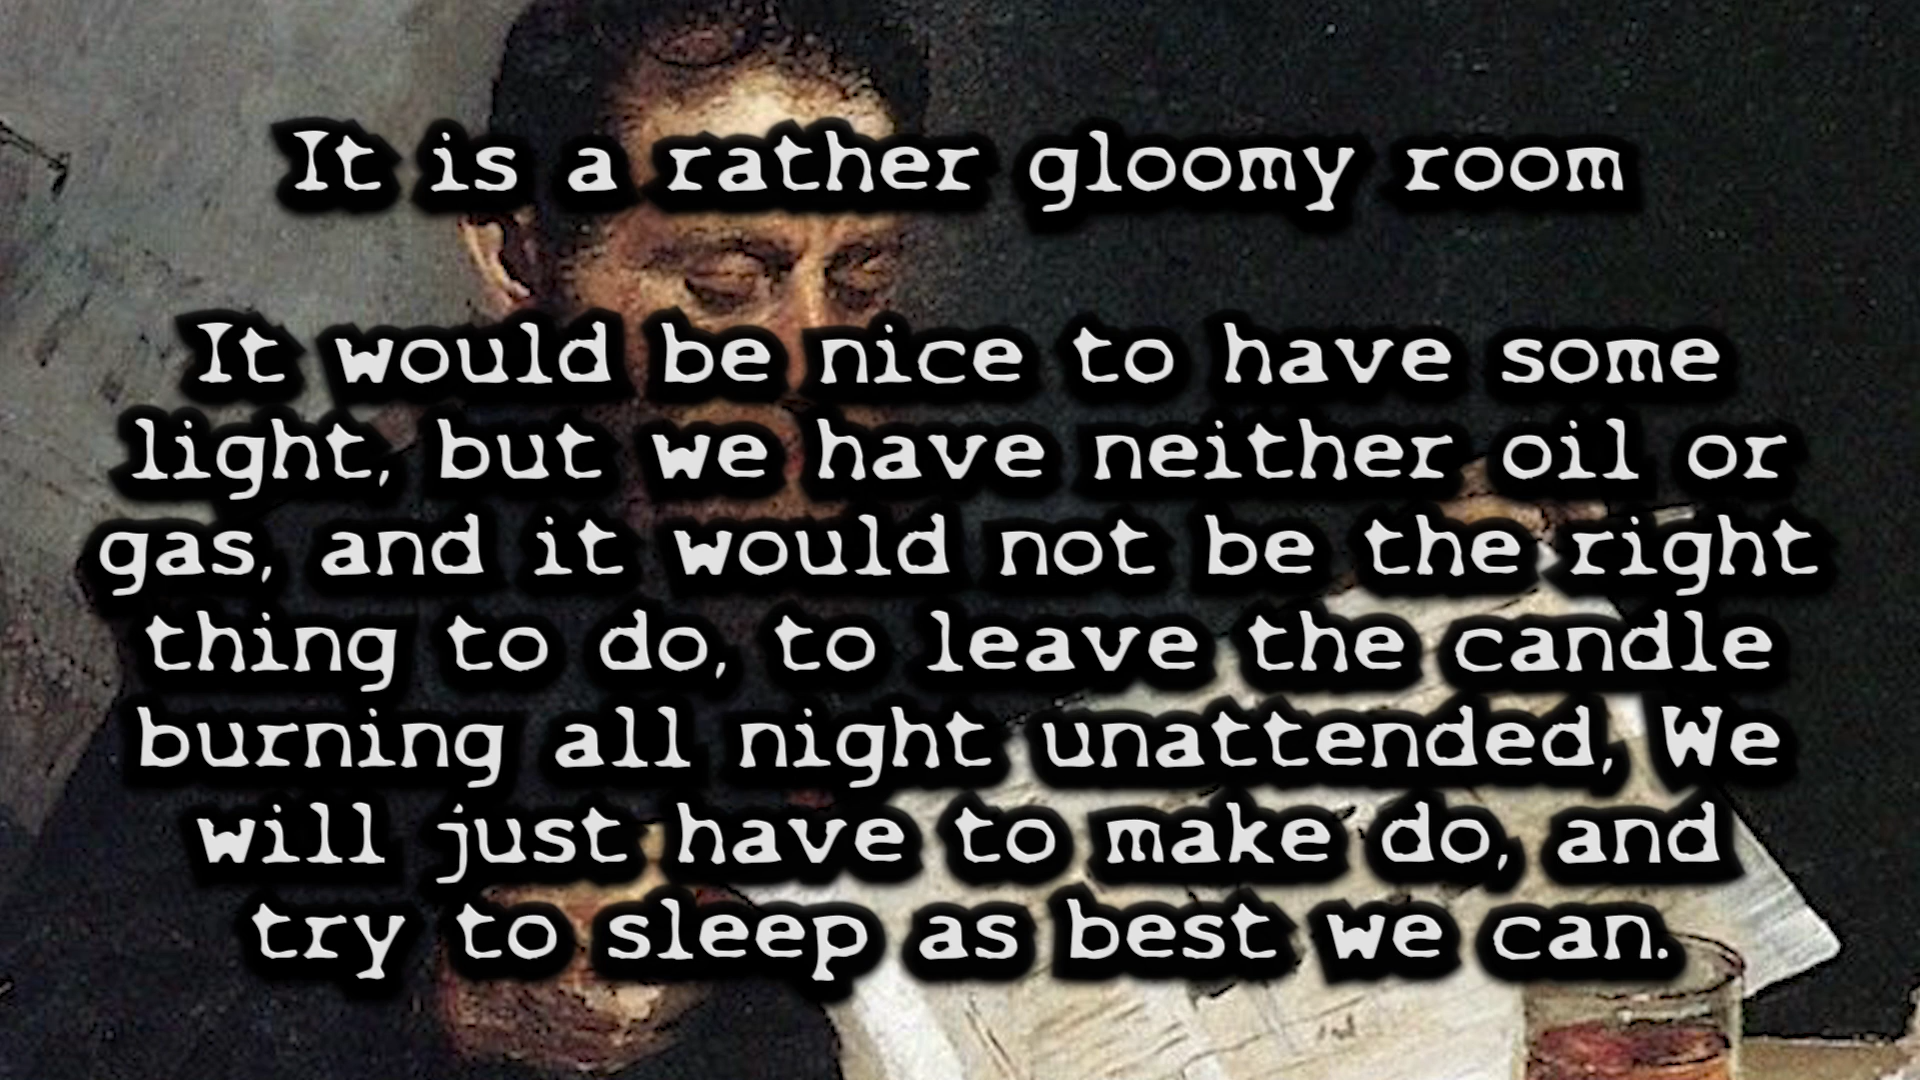 It is a rather gloomy room
It would be nice to have some
light, but we have neither oil or
gas, and it would not be the right
thing to do, to leave the candle
burning all night unattended, We
will just have to make do, and
try to sleep as best we can.